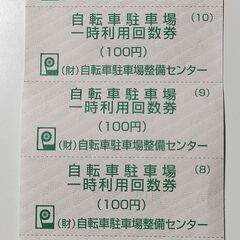 自転車駐車場 (10)
一時利用回数券
(100円)
(財)自転車駐車場整備センター
自転車駐車場 (9)
一時利用回数券
(100円)
(財)自転車駐車場整備センター
自転車駐車場 (8)
一時利用回数券
(100円)
(財)自転車駐車場整備センター